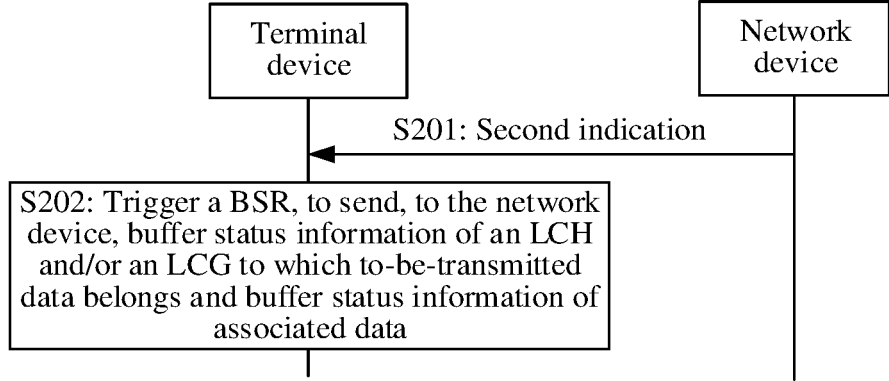 Terminal
device
Network
device
S201: Second indication
S202: Trigger a BSR, to send, to the network
device, buffer status information of an LCH
and/or an LCG to which to-be-transmitted
data belongs and buffer status information of
associated data